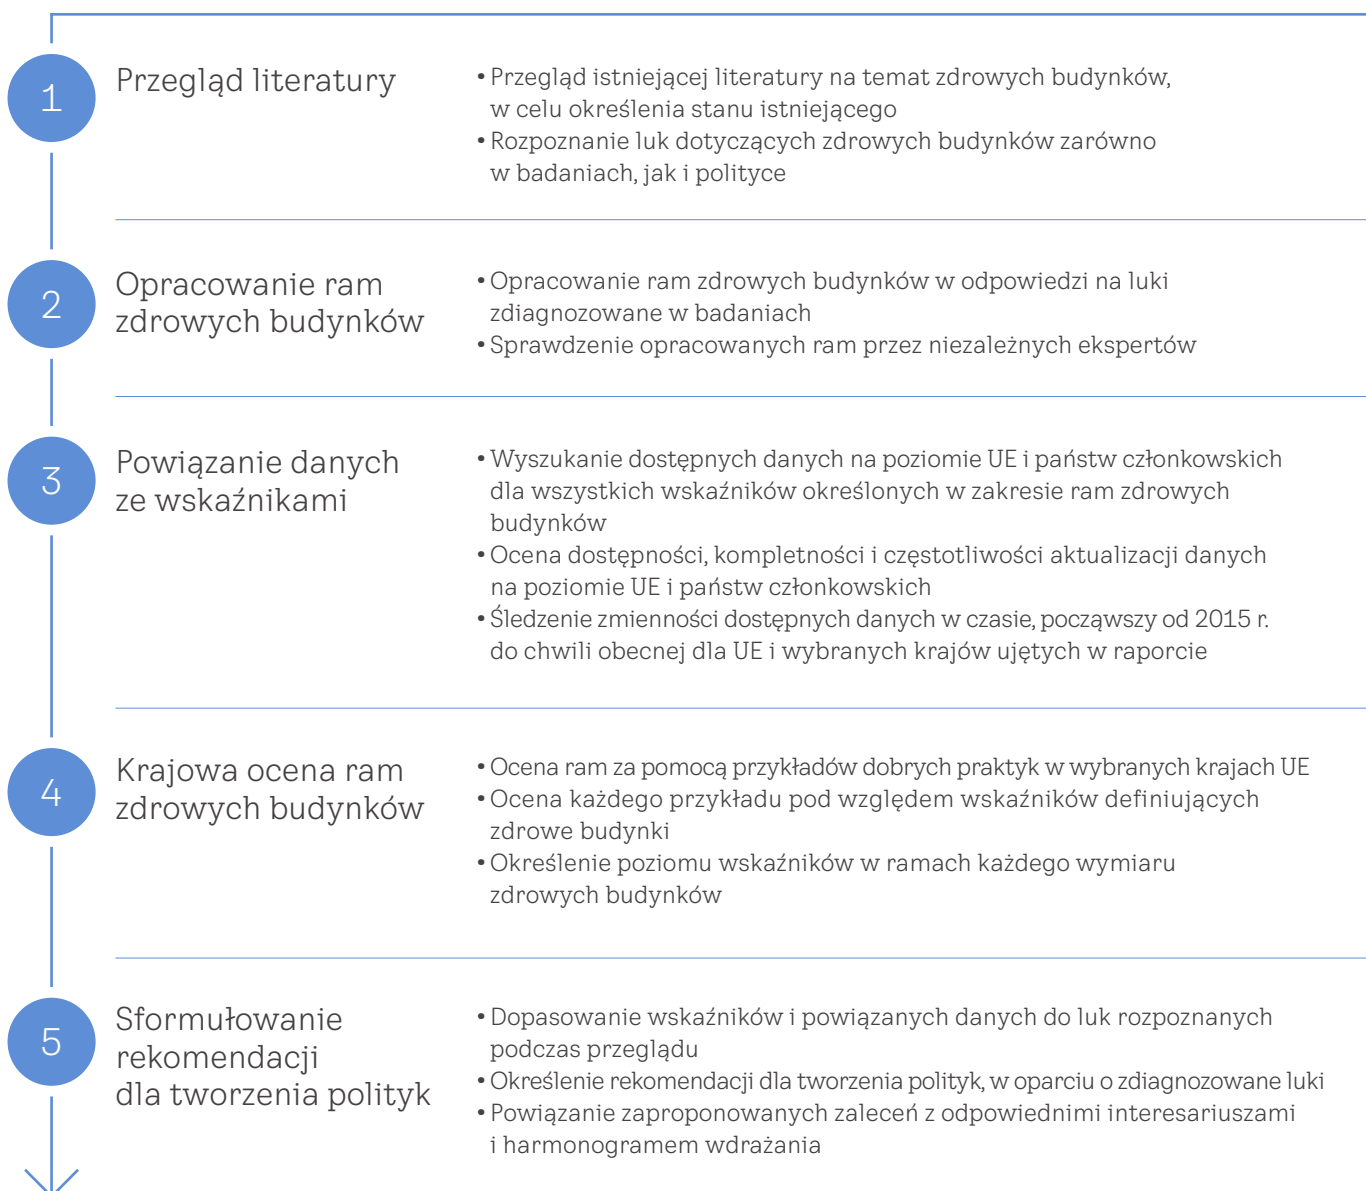 1
Przegląd literatury
• Przegląd istniejącej literatury na temat zdrowych budynków,
w celu określenia stanu istniejącego
• Rozpoznanie luk dotyczących zdrowych budynków zarówno
w badaniach, jak i polityce
2
Opracowanie ram
zdrowych budynków
• Opracowanie ram zdrowych budynków w odpowiedzi na luki
zdiagnozowane w badaniach
• Sprawdzenie opracowanych ram przez niezależnych ekspertów
3
Powiązanie danych
ze wskaźnikami
• Wyszukanie dostępnych danych na poziomie UE i państw członkowskich
dla wszystkich wskaźników określonych w zakresie ram zdrowych
budynków
• Ocena dostępności, kompletności i częstotliwości aktualizacji danych
na poziomie UE i państw członkowskich
• Śledzenie zmienności dostępnych danych w czasie, począwszy od 2015 r.
do chwili obecnej dla UE i wybranych krajów ujętych w raporcie
4
Krajowa ocena ram
zdrowych budynków
• Ocena ram za pomocą przykładów dobrych praktyk w wybranych krajach UE
• Ocena każdego przykładu pod względem wskaźników definiujących
zdrowe budynki
• Określenie poziomu wskaźników w ramach każdego wymiaru
zdrowych budynków
5
Sformułowanie
rekomendacji
dla tworzenia polityk
• Dopasowanie wskaźników i powiązanych danych do luk rozpoznanych
podczas przeglądu
• Określenie rekomendacji dla tworzenia polityk, w oparciu o zdiagnozowane luki
• Powiązanie zaproponowanych zaleceń z odpowiednimi interesariuszami
i harmonogramem wdrażania